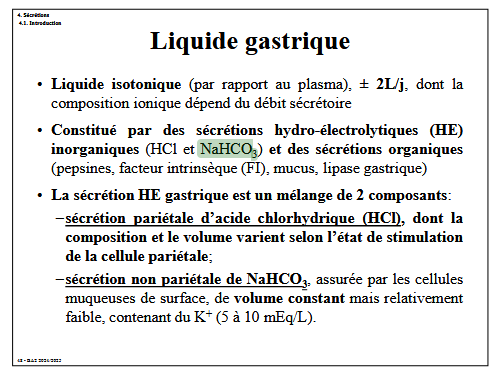 4. Sécrétions
4.1. Introduction
Liquide gastrique
• Liquide isotonique (par rapport au plasma), ± 2L/j, dont la
composition ionique dépend du débit sécrétoire
• Constitué par des sécrétions hydro-électrolytiques (HE)
inorganiques (HCl et NaHCO3) et des sécrétions organiques
(pepsines, facteur intrinsèque (FI), mucus, lipase gastrique)
• La sécrétion HE gastrique est un mélange de 2 composants:
–sécrétion pariétale d’acide chlorhydrique (HCl), dont la
composition et le volume varient selon l’état de stimulation
de la cellule pariétale;
–sécrétion non pariétale de NaHCO3, assurée par les cellules
muqueuses de surface, de volume constant mais relativement
faible, contenant du K+ (5 à 10 mEq/L).